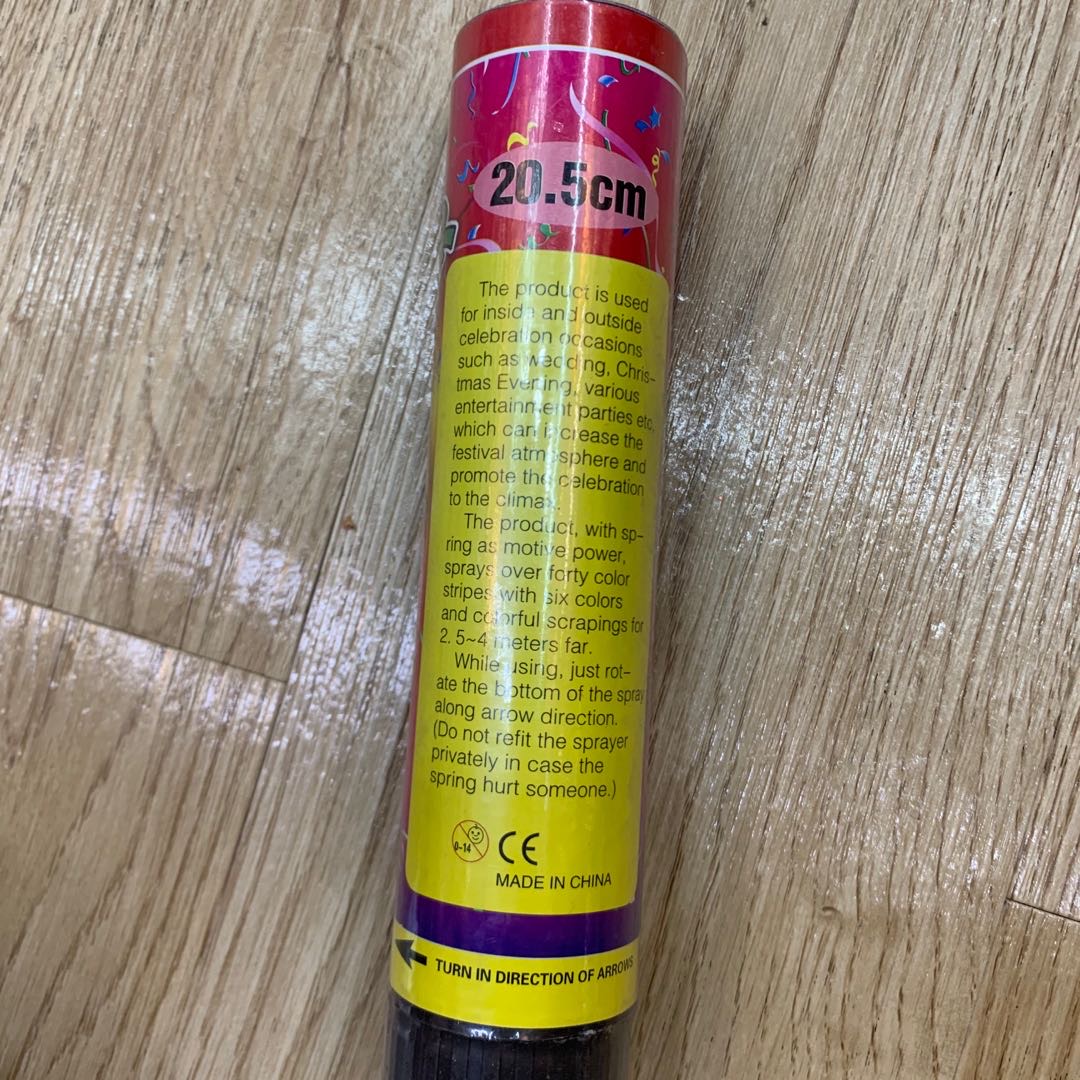 20.5cm
The product is used
for inside and outside
celebration occasions
such as wedding, Chris-
tmas Evening, various
entertainment parties etc,
which can increase the
festival atmosphere and
promote the celebration
to the climax.
The product, with sp-
ring as motive power,
sprays over forty color
stripes with six colors
and colorful scrapings for
2. 5~4 meters far.
While using, just rot-
ate the bottom of the spray
along arrow direction.
(Do not refit the sprayer
privately in case the
spring hurt someone.)
0-14
CE
MADE IN CHINA
TURN IN DIRECTION OF ARROWS